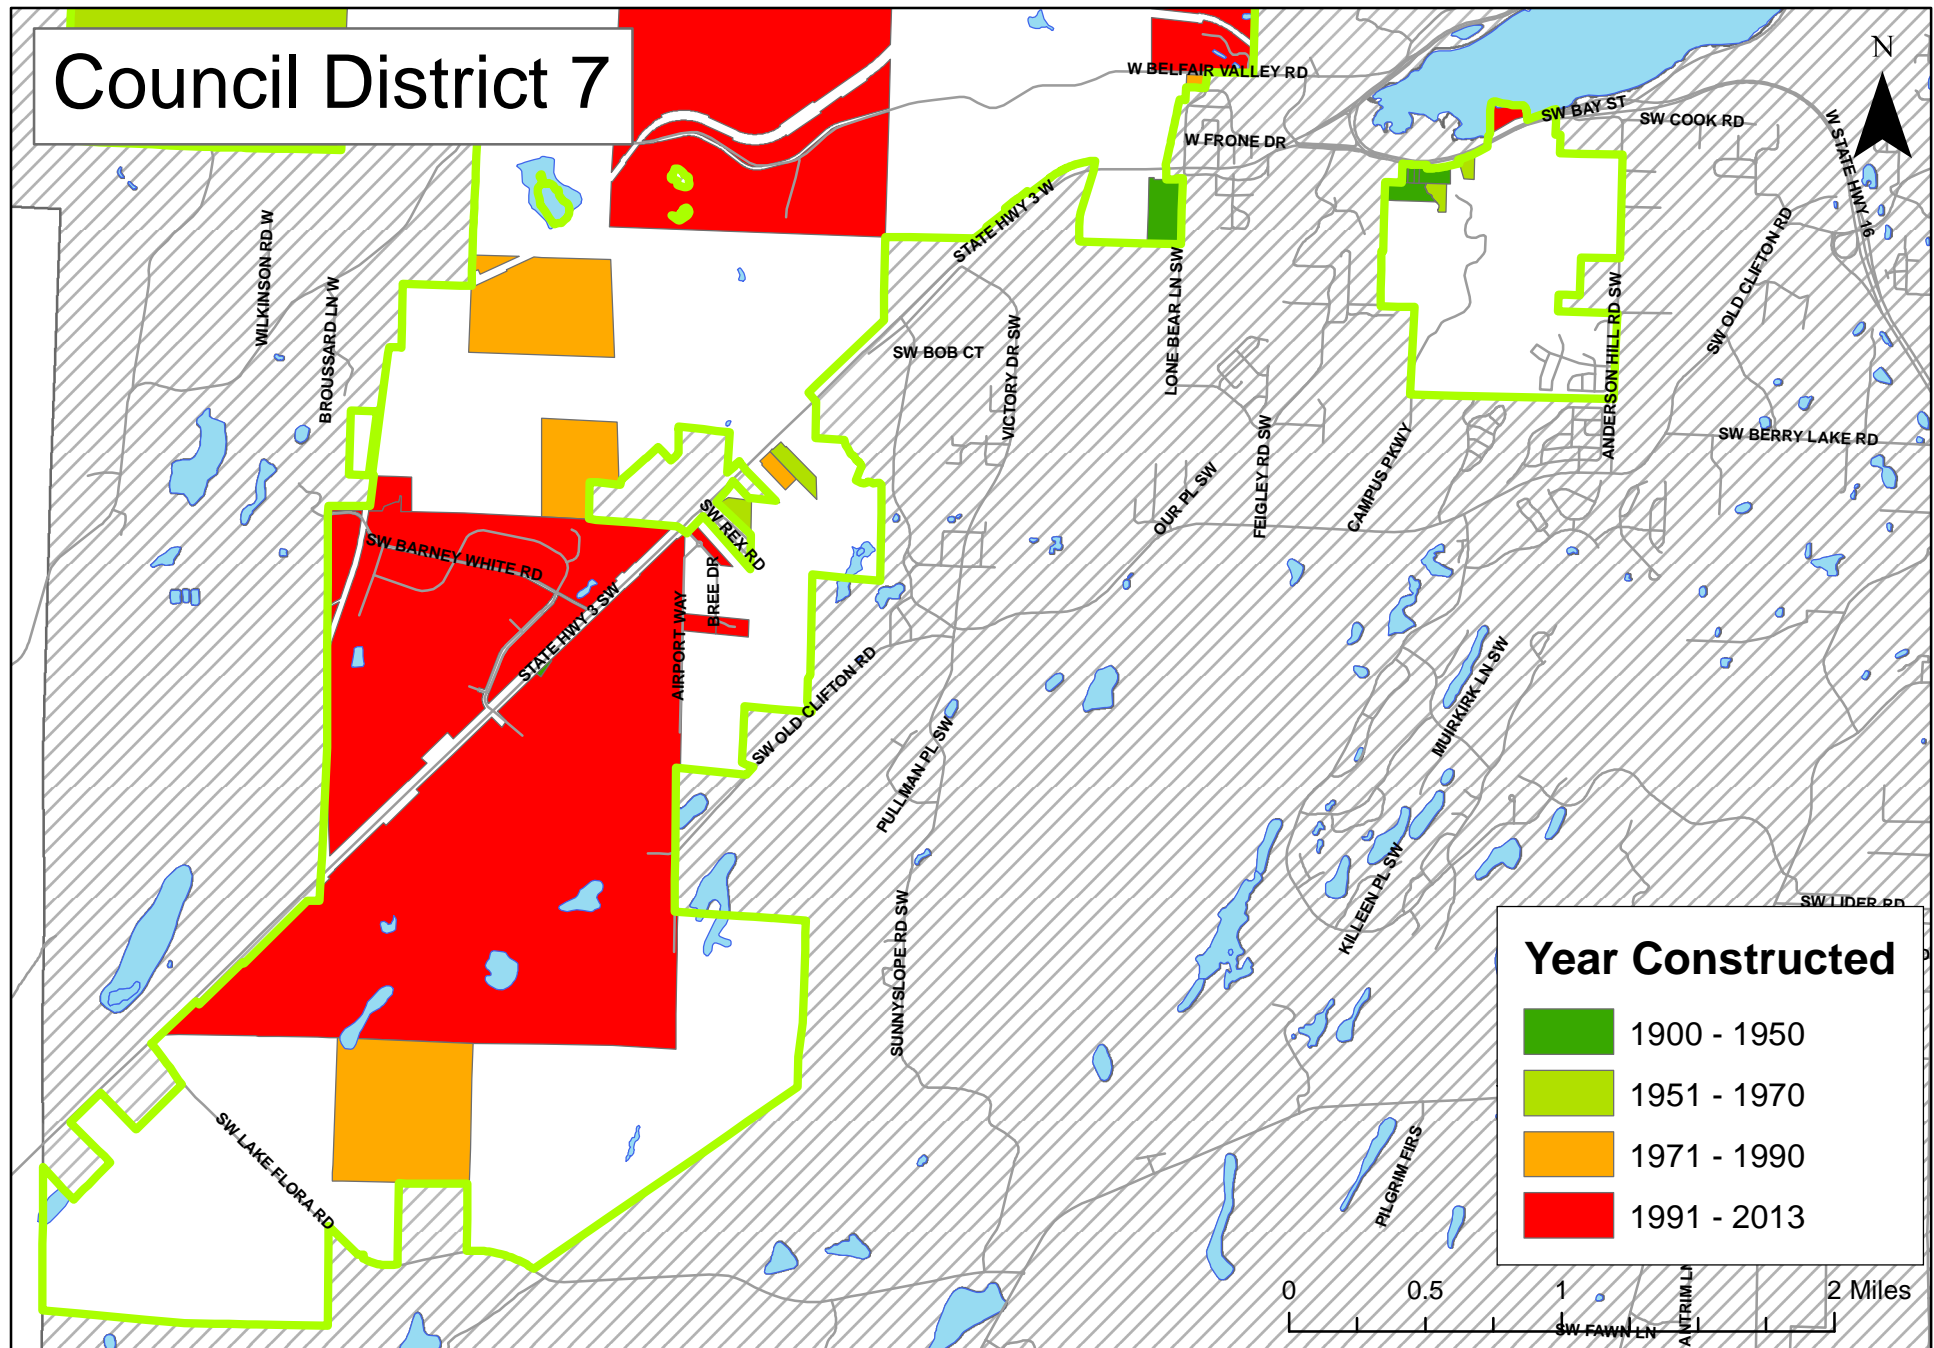 Council District 7
N
W BELFAIR VALLEY RD
SW BAY ST
SW COOK RD
W STATE HWY 16
W FRONE DR
STATE HWY 3 W
WILKINSON RD W
BROUSSARD LN W
LONE BEAR LN SW
SW OLD CLIFTON RD
ANDERSON HILL RD SW
SW BOB CT
VICTORY DR SW
SW BERRY LAKE RD
FEIGLEY RD SW
CAMPUS PKWY
OUR PL SW
SW REX RD
SW BARNEY WHITE RD
BREE DR
AIRPORT WAY
STATE HWY 3 SW
SW OLD CLIFTON RD
MUIRKIRK LN SW
PULLMAN PL SW
KILLEEN PL SW
SUNNYSLOPE RD SW
SW LIDER RD
SW LAKE FLORA RD
PILGRIM FIRS
Year Constructed
1900 - 1950
1951 - 1970
1971 - 1990
1991 - 2013
0 0.5 1 2 Miles
ANTRIM LN
SW FAWN LN